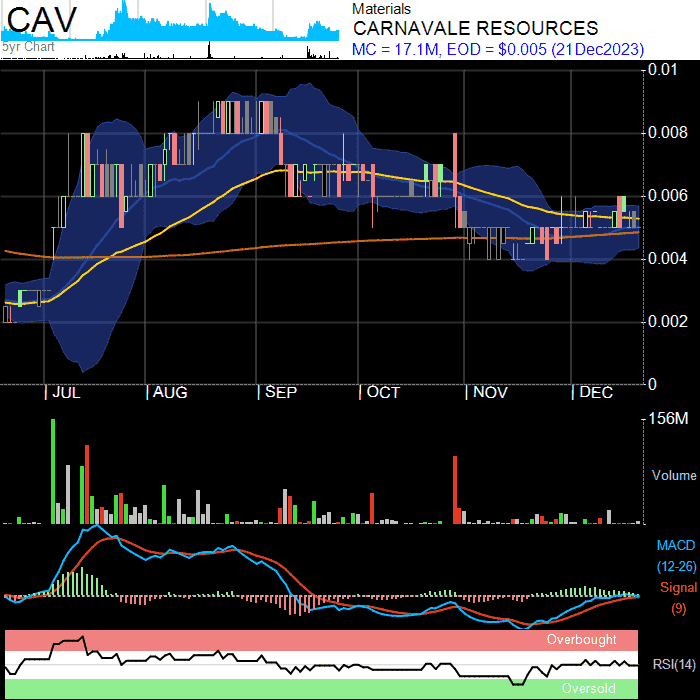 CAV
5yr Chart
Materials
CARNAVALE RESOURCES
MC = 17.1M, EOD = $0.005 (21Dec2023)
0.01
0.008
0.006
0.004
0.002
0
JUL AUG SEP OCT NOV DEC
156M
Volume
MACD
(12-26)
Signal
(9)
Overbought
RSI(14)
Oversold